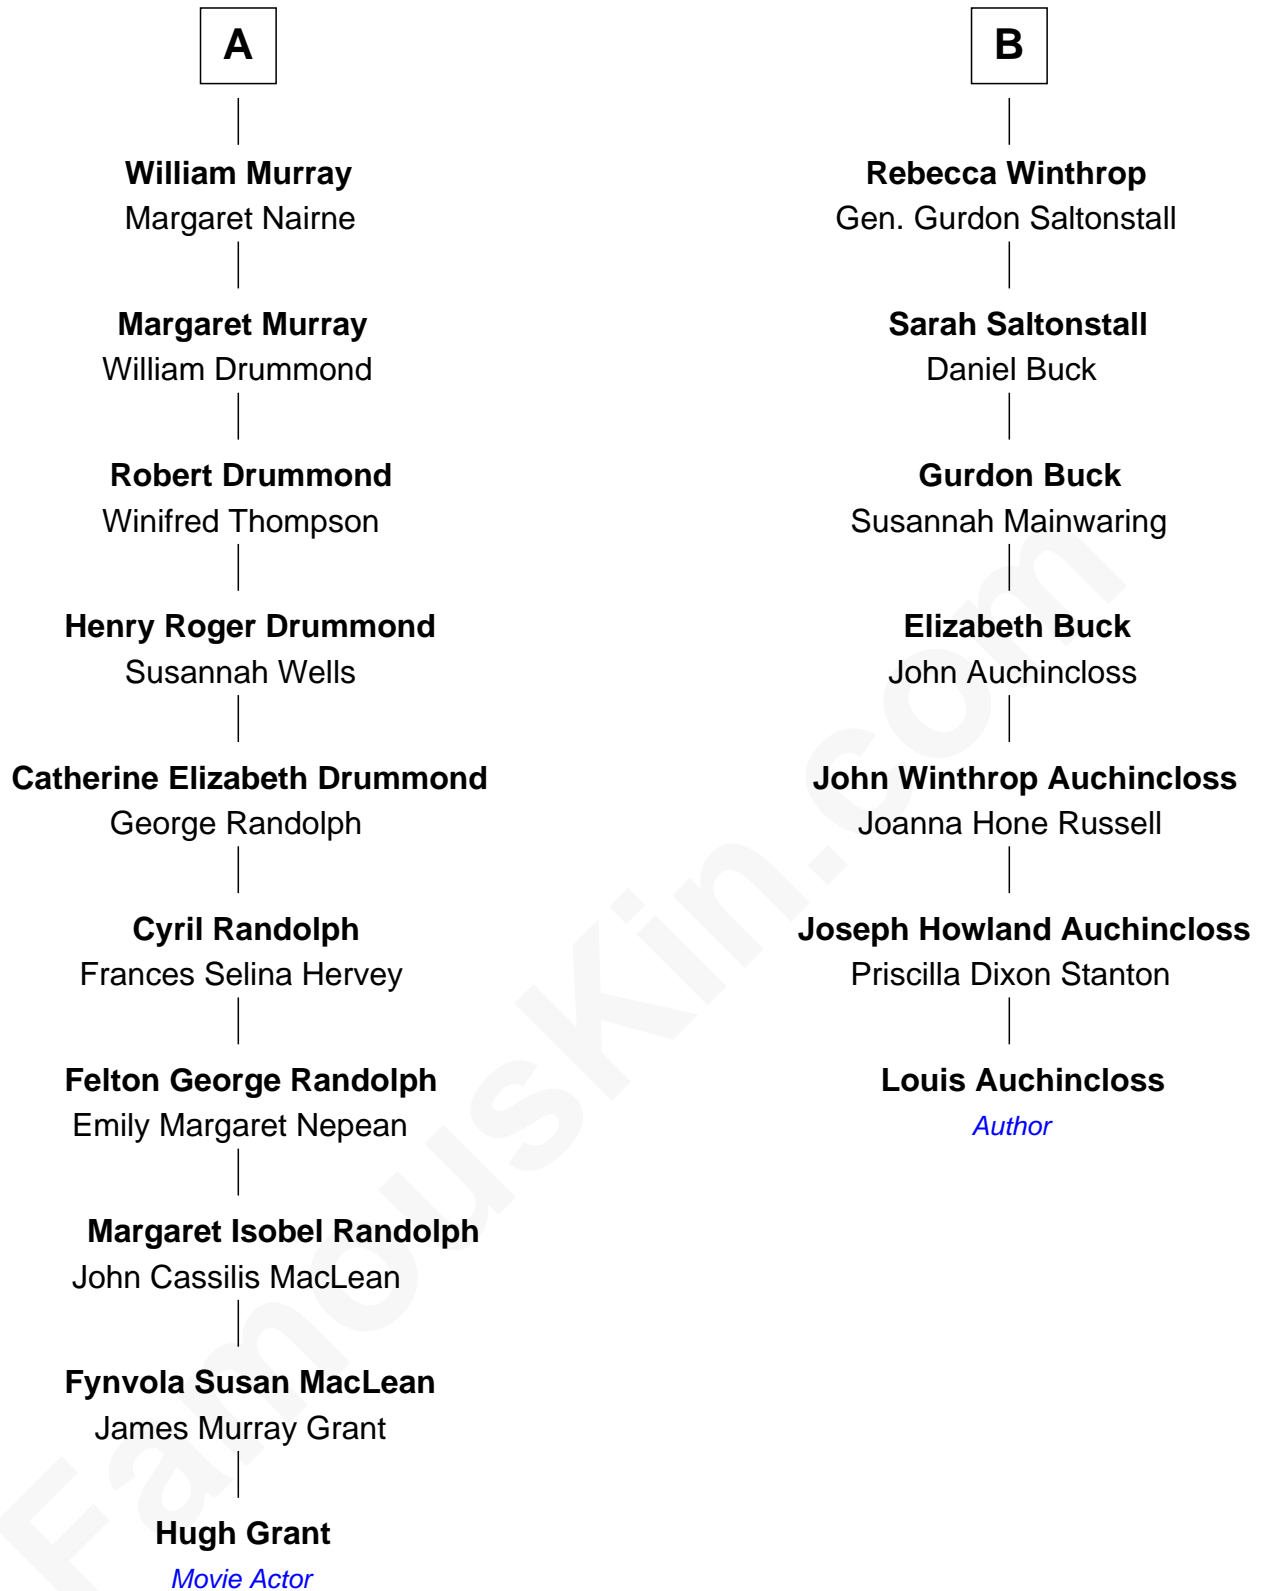 A
William Murray
Margaret Nairne
Margaret Murray
William Drummond
Robert Drummond
Winifred Thompson
Henry Roger Drummond
Susannah Wells
Catherine Elizabeth Drummond
George Randolph
Cyril Randolph
Frances Selina Hervey
Felton George Randolph
Emily Margaret Nepean
Margaret Isobel Randolph
John Cassilis MacLean
Fynvola Susan MacLean
James Murray Grant
Hugh Grant
Movie Actor
B
Rebecca Winthrop
Gen. Gurdon Saltonstall
Sarah Saltonstall
Daniel Buck
Gurdon Buck
Susannah Mainwaring
Elizabeth Buck
John Auchincloss
John Winthrop Auchincloss
Joanna Hone Russell
Joseph Howland Auchincloss
Priscilla Dixon Stanton
Louis Auchincloss
Author
FamousKin.com